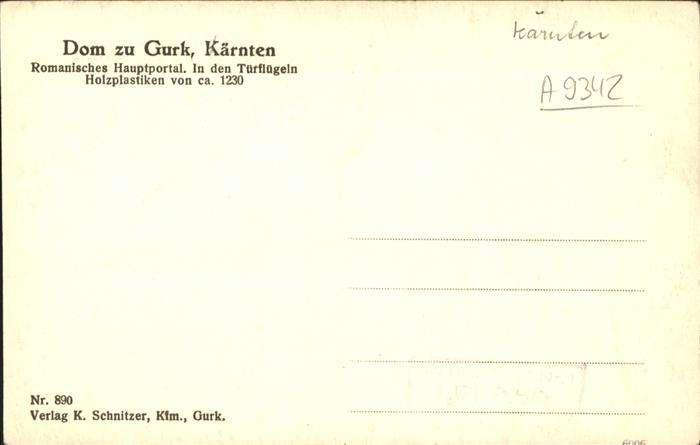 Dom zu Gurk, Kärnten
Romanisches Hauptportal. In den Türflügeln
Holzplastiken von ca. 1230
Kärnten
A 9342
Nr. 890
Verlag K. Schnitzer, Kfm., Gurk.